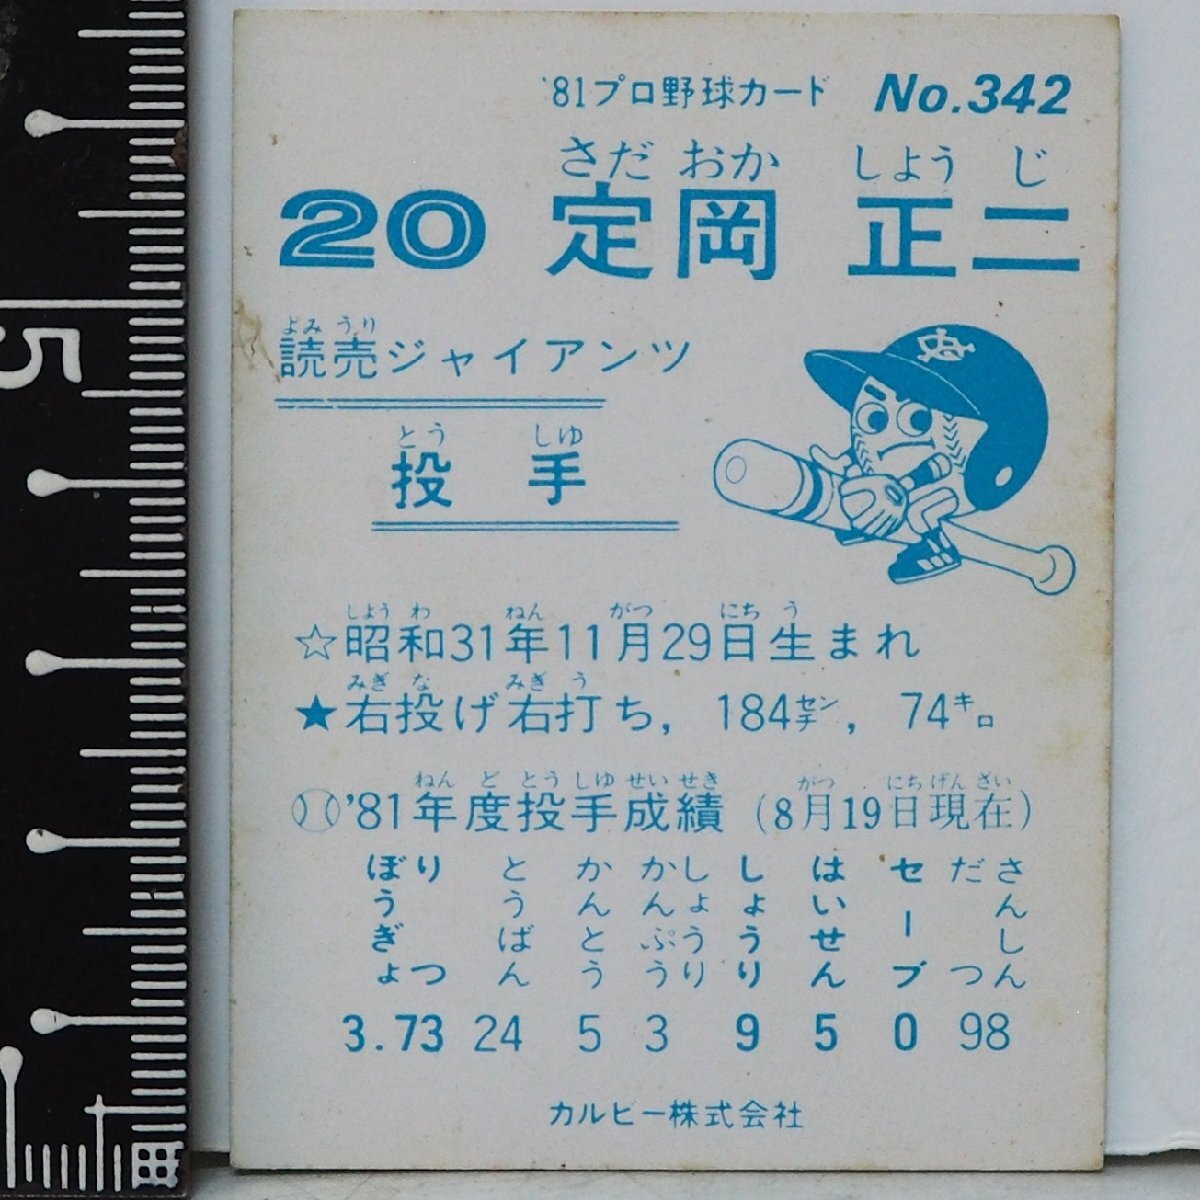 '81プロ野球カード No.342
さだ おか しよう じ
20 定岡 正二
よみ うり
読売ジャイアンツ
とう しゆ
投 手
しよう わ ねん がつ にち う
☆昭和31年11月29日生まれ
みぎ な みぎ う
★右投げ右打ち, 184センチ, 74キロ
ねん ど とう しゆ せい せき がつ にち げん ざい
'81年度投手成績 (8月19日現在)
ぼうぎょりつ とうばん かんとう かんぷうしょうり しょうり はいせん セーブ だつさんしん
3.73 24 5 3 9 5 0 98
カルビー株式会社
5